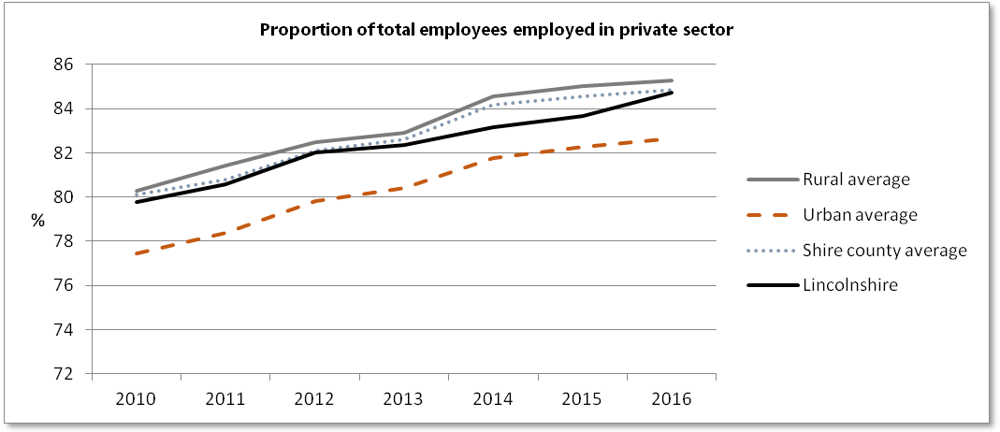 Proportion of total employees employed in private sector
86
84
82
80
78
76
74
72
%
2010 2011 2012 2013 2014 2015 2016
Rural average
Urban average
Shire county average
Lincolnshire